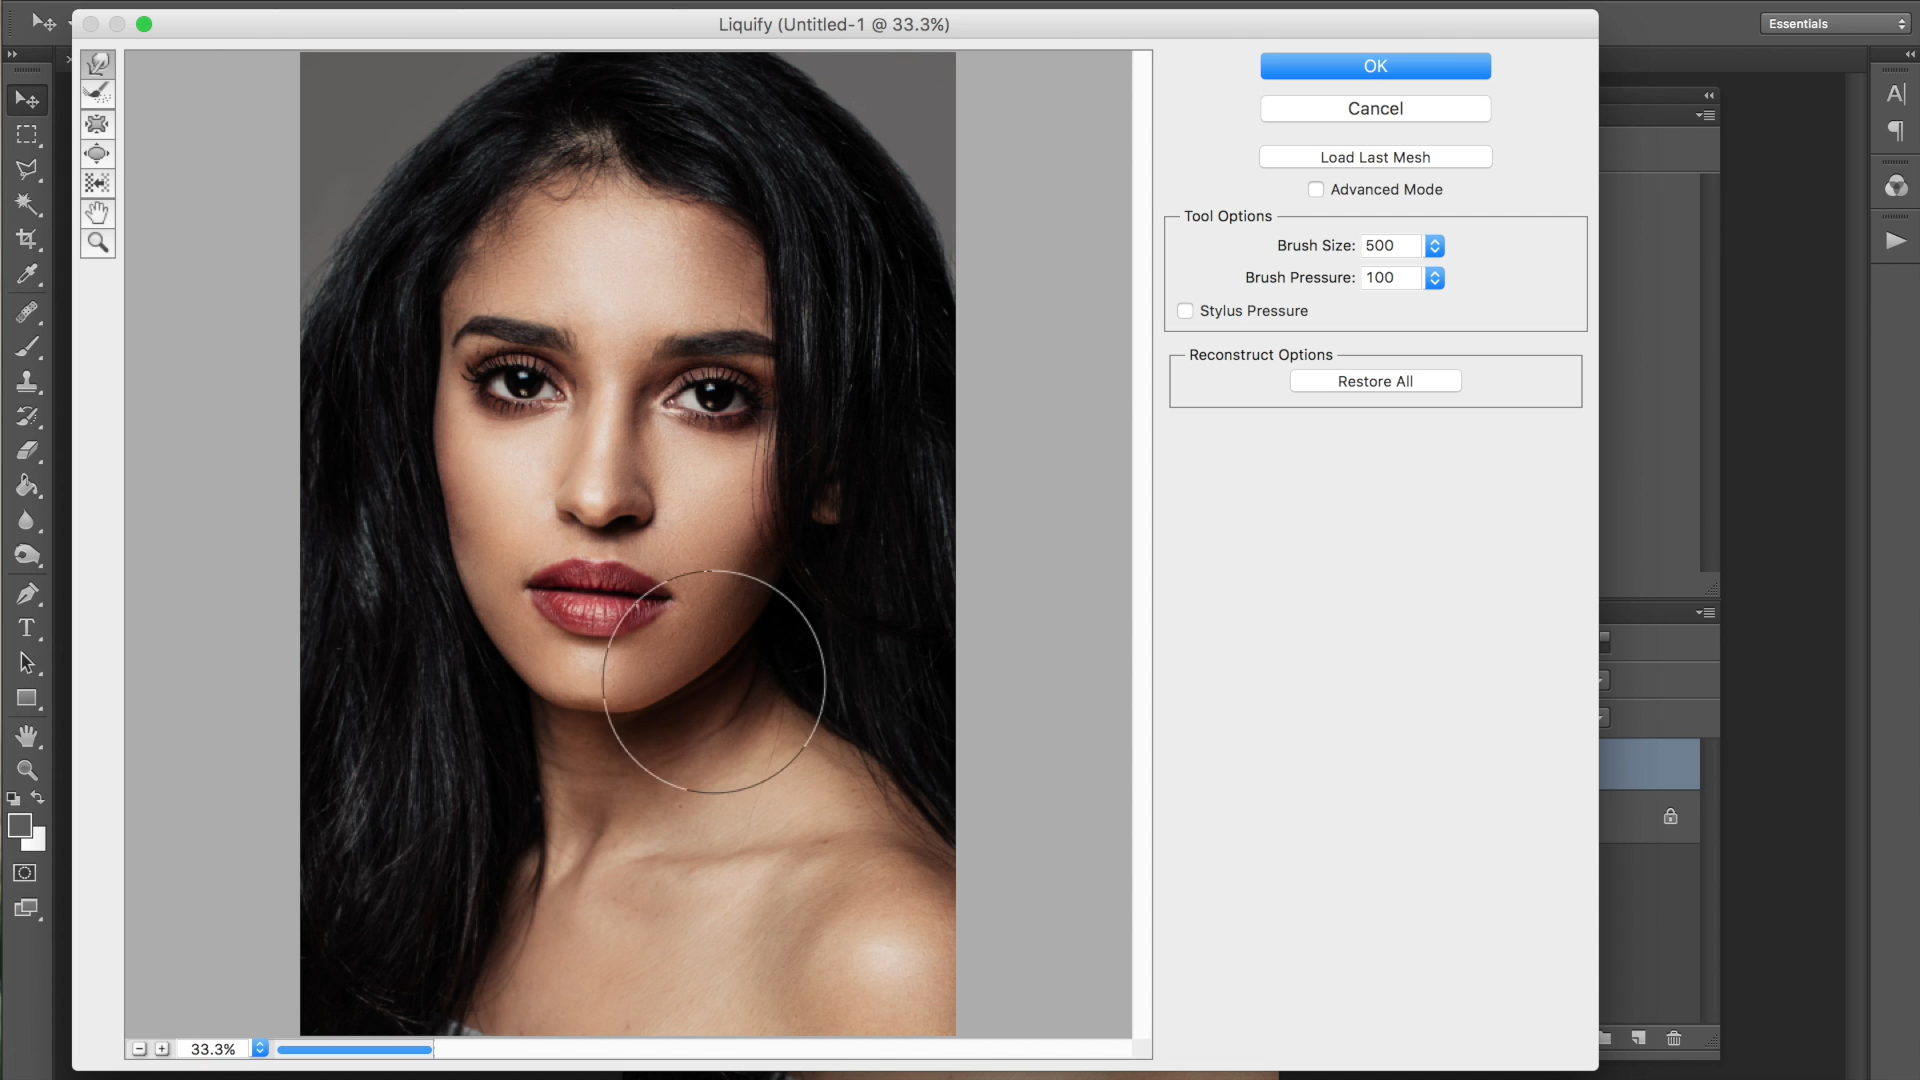 Liquify (Untitled-1 @ 33.3%)
Essentials
OK
Cancel
Load Last Mesh
Advanced Mode
Tool Options
Brush Size: 500
Brush Pressure: 100
Stylus Pressure
Reconstruct Options
Restore All
33.3%